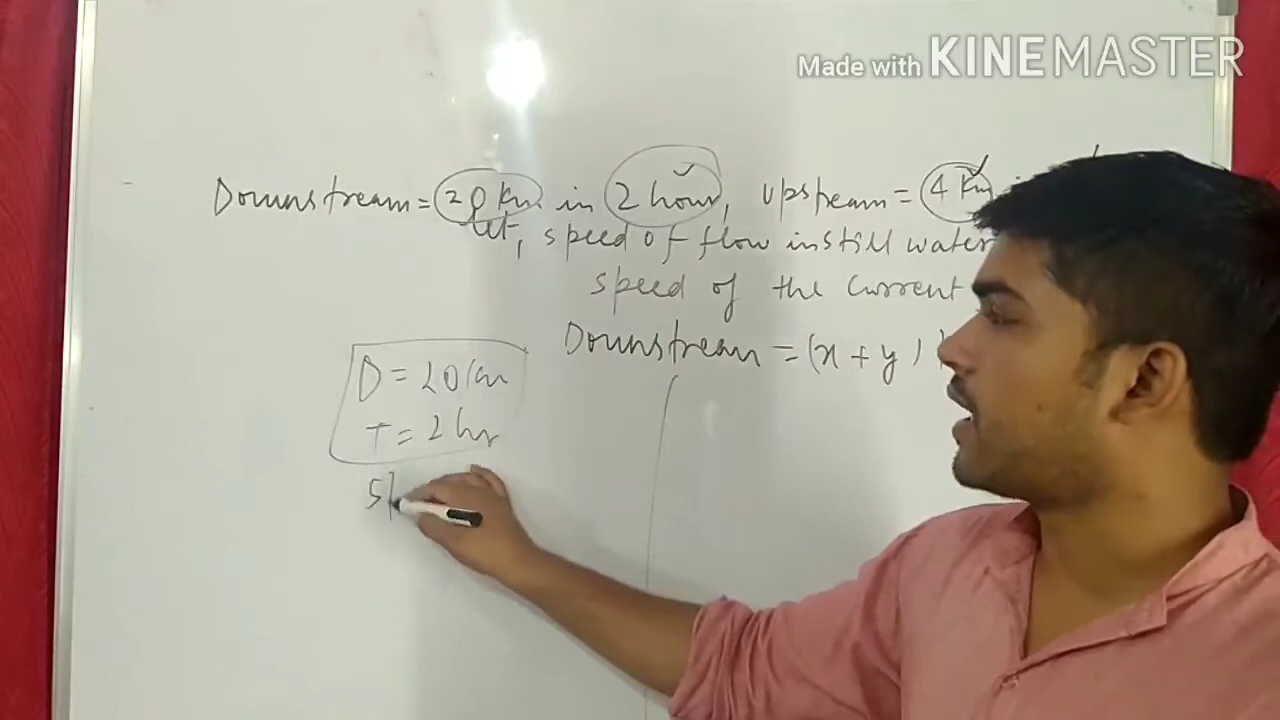 Made with KINEMASTER
Downstream = 20 Km in 2 hour, Upstream = 4 Km
let, speed of flow in still water
speed of the current
Downstream = (x + y)
D = 20 km
T = 2 hr
Sp